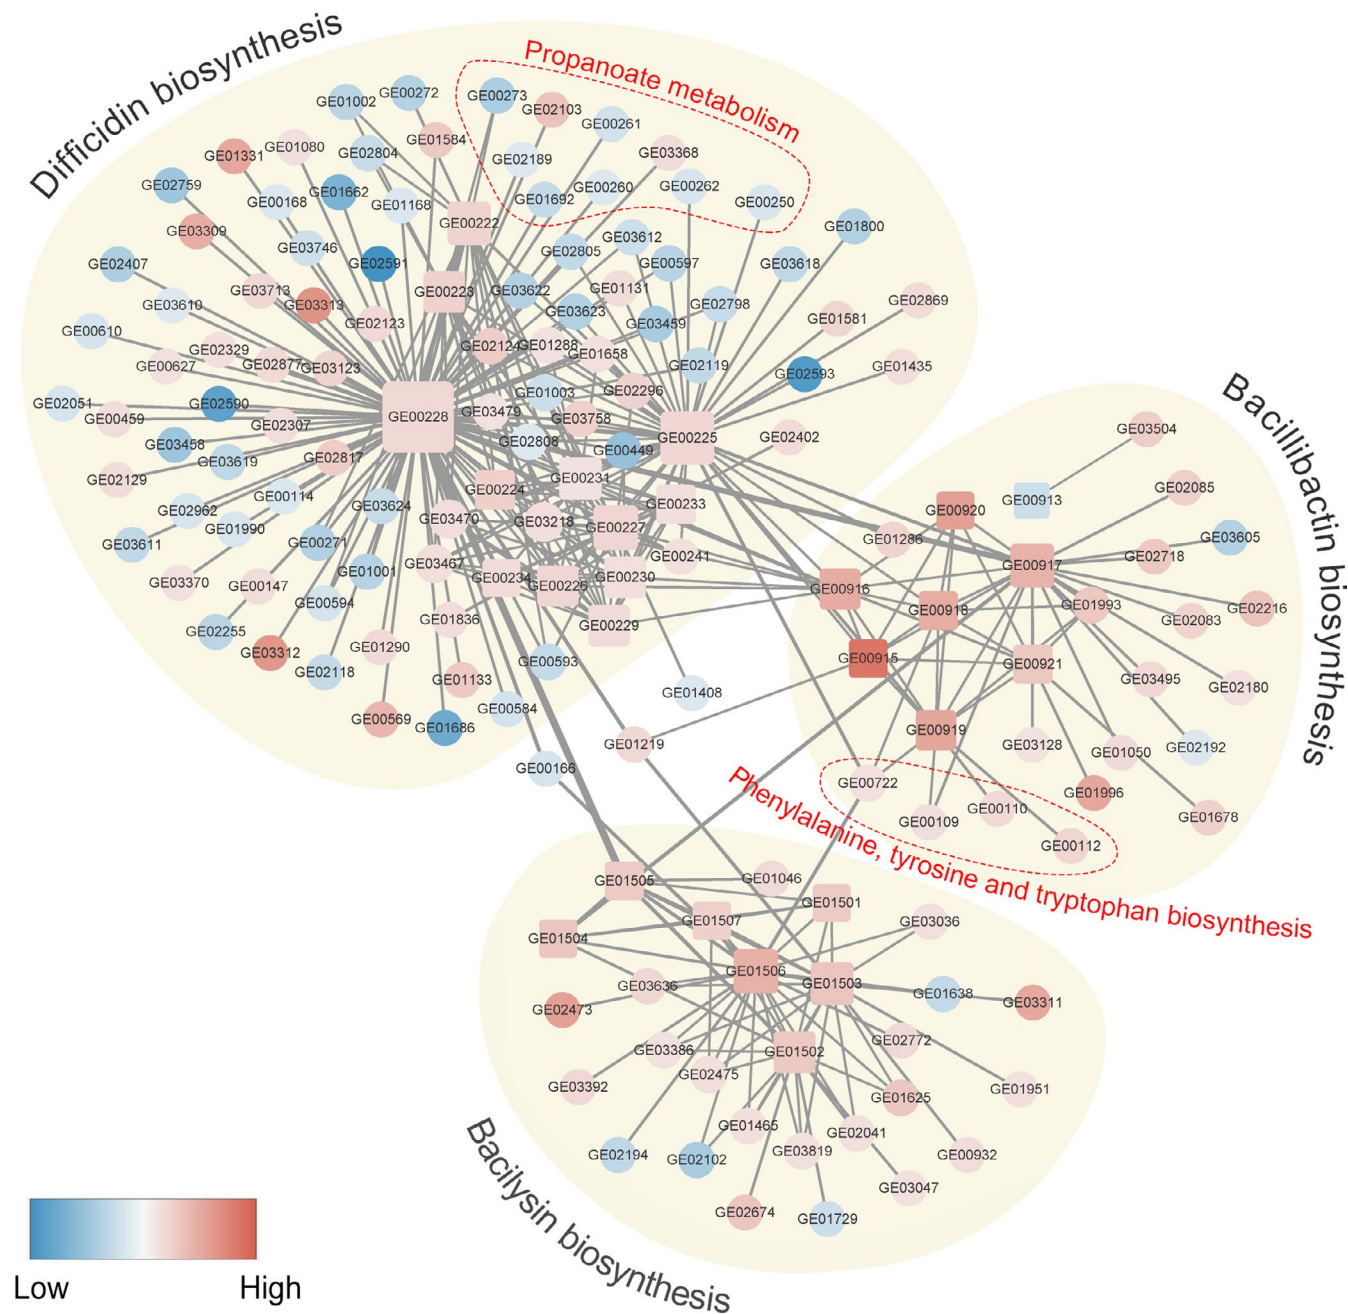 Difficidin biosynthesis
Propanoate metabolism
GE00273
GE02103
GE00272
GE01002
GE00261
GE01584
GE01080
GE01331
GE02804
GE02189
GE03368
GE02759
GE01662
GE00168
GE01168
GE01692
GE00260
GE00262
GE00250
GE00222
GE01800
GE03309
GE03746
GE03612
GE02805
GE02407
GE02591
GE00597
GE03618
GE03713
GE00223
GE03622
GE01131
GE03610
GE03313
GE02798
GE02869
GE03623
GE03459
GE01581
GE02123
GE00610
GE02329
GE02124
GE01288
GE01658
GE00627
GE02877
GE03123
GE02119
GE02593
GE01435
GE02051
GE02590
GE01003
GE02296
GE00459
GE00228
GE03479
GE03758
GE02307
GE02808
GE00225
GE02402
GE03458
GE03619
GE02817
GE00449
GE02129
GE00231
GE00224
GE00114
GE02962
GE03624
GE00233
GE01990
GE03470
GE03218
GE00227
GE03611
GE00271
GE00241
GE03467
GE01001
GE00234
GE00226
GE00230
GE03370
GE00147
GE00594
GE01836
GE00229
GE02255
GE03312
GE01290
GE00593
GE02118
GE01133
GE01408
GE00569
GE01686
GE00584
GE01219
GE00166
Bacillibactin biosynthesis
GE03504
GE02085
GE00913
GE00920
GE01286
GE03605
GE02718
GE00917
GE00916
GE00918
GE01993
GE02216
GE02083
GE00915
GE00921
GE03495
GE02180
GE00919
GE03128
GE01050
GE02192
GE00722
GE01996
GE00110
GE00109
GE01678
GE00112
Phenylalanine, tyrosine and tryptophan biosynthesis
GE01505
GE01046
GE01501
GE01507
GE03036
GE01504
GE01506
GE03636
GE01503
GE01638
GE03311
GE02473
GE02772
GE03386
GE01502
GE02475
GE03392
GE01951
GE01625
GE01465
GE02041
GE02194
GE02102
GE03819
GE00932
GE03047
GE02674
GE01729
Bacilysin biosynthesis
Low
High